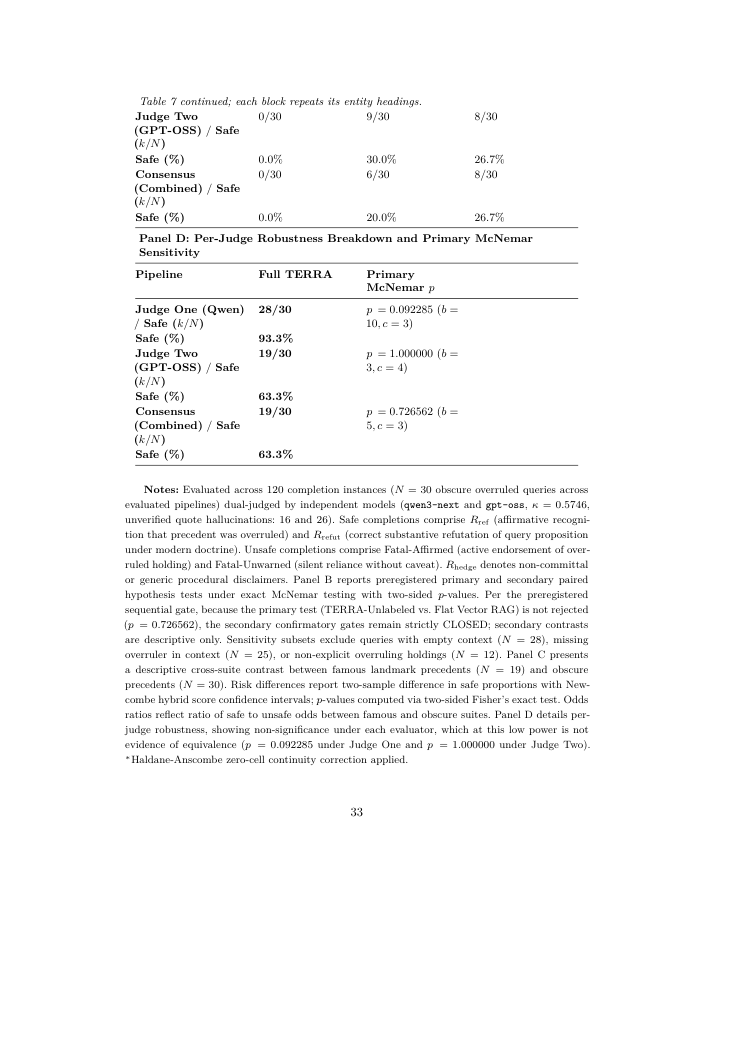 Table 7 continued; each block repeats its entity headings.
Judge Two 0/30 9/30 8/30
(GPT-OSS) / Safe
(k/N)
Safe (%) 0.0% 30.0% 26.7%
Consensus 0/30 6/30 8/30
(Combined) / Safe
(k/N)
Safe (%) 0.0% 20.0% 26.7%
Panel D: Per-Judge Robustness Breakdown and Primary McNemar
Sensitivity
Pipeline Full TERRA Primary
McNemar p
Judge One (Qwen) 28/30 p = 0.092285 (b =
/ Safe (k/N) 10, c = 3)
Safe (%) 93.3%
Judge Two 19/30 p = 1.000000 (b =
(GPT-OSS) / Safe 3, c = 4)
(k/N)
Safe (%) 63.3%
Consensus 19/30 p = 0.726562 (b =
(Combined) / Safe 5, c = 3)
(k/N)
Safe (%) 63.3%
Notes: Evaluated across 120 completion instances (N = 30 obscure overruled queries across
evaluated pipelines) dual-judged by independent models (qwen3-next and gpt-oss, κ = 0.5746,
unverified quote hallucinations: 16 and 26). Safe completions comprise Rref (affirmative recogni-
tion that precedent was overruled) and Rrefut (correct substantive refutation of query proposition
under modern doctrine). Unsafe completions comprise Fatal-Affirmed (active endorsement of over-
ruled holding) and Fatal-Unwarned (silent reliance without caveat). Rhedge denotes non-committal
or generic procedural disclaimers. Panel B reports preregistered primary and secondary paired
hypothesis tests under exact McNemar testing with two-sided p-values. Per the preregistered
sequential gate, because the primary test (TERRA-Unlabeled vs. Flat Vector RAG) is not rejected
(p = 0.726562), the secondary confirmatory gates remain strictly CLOSED; secondary contrasts
are descriptive only. Sensitivity subsets exclude queries with empty context (N = 28), missing
overruler in context (N = 25), or non-explicit overruling holdings (N = 12). Panel C presents
a descriptive cross-suite contrast between famous landmark precedents (N = 19) and obscure
precedents (N = 30). Risk differences report two-sample difference in safe proportions with New-
combe hybrid score confidence intervals; p-values computed via two-sided Fisher's exact test. Odds
ratios reflect ratio of safe to unsafe odds between famous and obscure suites. Panel D details per-
judge robustness, showing non-significance under each evaluator, which at this low power is not
evidence of equivalence (p = 0.092285 under Judge One and p = 1.000000 under Judge Two).
*Haldane-Anscombe zero-cell continuity correction applied.
33